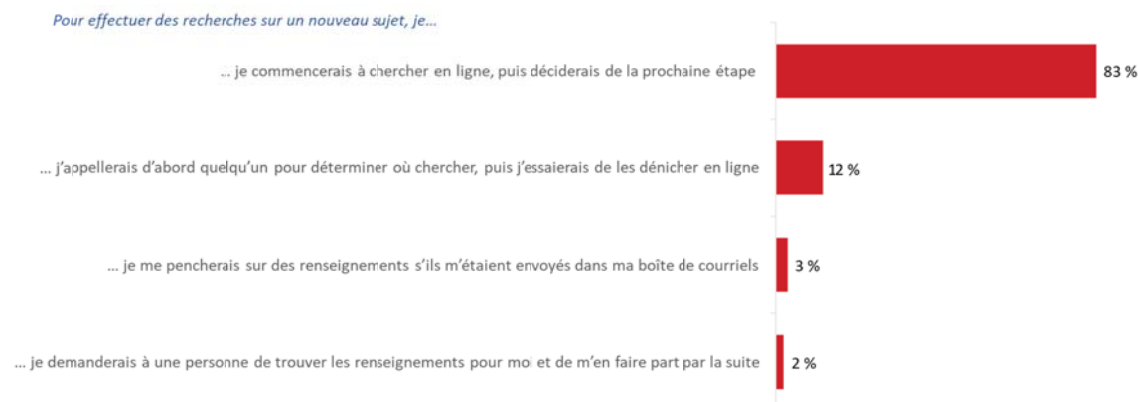 Pour effectuer des recherches sur un nouveau sujet, je...
... je commencerais à chercher en ligne, puis déciderais de la prochaine étape
83 %
... j'appellerais d'abord quelqu'un pour déterminer où chercher, puis j'essaierais de les dénicher en ligne
12 %
... je me pencherais sur des renseignements s'ils m'étaient envoyés dans ma boîte de courriels
3 %
... je demanderais à une personne de trouver les renseignements pour moi et de m'en faire part par la suite
2 %